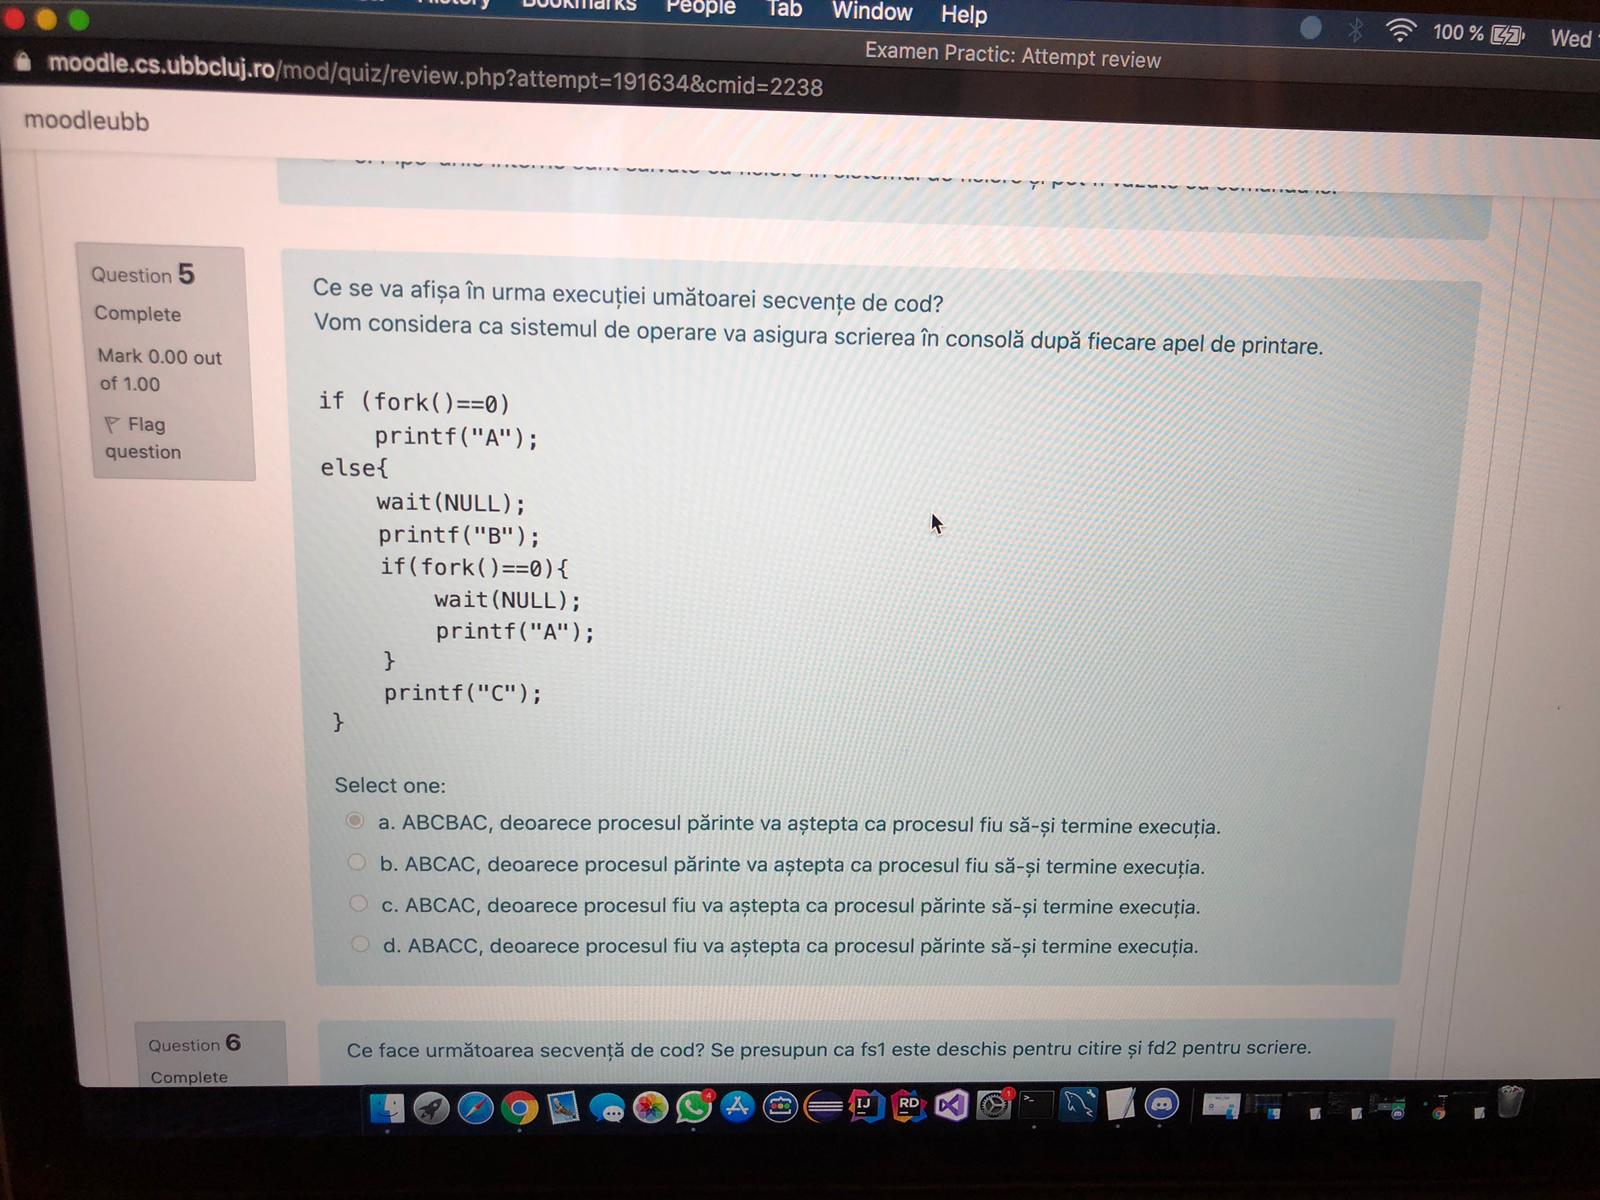 History Bookmarks People Tab Window Help
100 % Wed
Examen Practic: Attempt review
moodle.cs.ubbcluj.ro/mod/quiz/review.php?attempt=191634&cmid=2238
moodleubb
Question 5
Complete
Mark 0.00 out
of 1.00
Flag
question
Ce se va afișa în urma execuției umătoarei secvențe de cod?
Vom considera ca sistemul de operare va asigura scrierea în consolă după fiecare apel de printare.
if (fork()==0)
printf("A");
else{
wait(NULL);
printf("B");
if(fork()==0){
wait(NULL);
printf("A");
}
printf("C");
}
Select one:
a. ABCBAC, deoarece procesul părinte va aștepta ca procesul fiu să-și termine execuția.
b. ABCAC, deoarece procesul părinte va aștepta ca procesul fiu să-și termine execuția.
c. ABCAC, deoarece procesul fiu va aștepta ca procesul părinte să-și termine execuția.
d. ABACC, deoarece procesul fiu va aștepta ca procesul părinte să-și termine execuția.
Question 6
Complete
Ce face următoarea secvență de cod? Se presupun ca fs1 este deschis pentru citire și fd2 pentru scriere.
4
IJ
RD
1